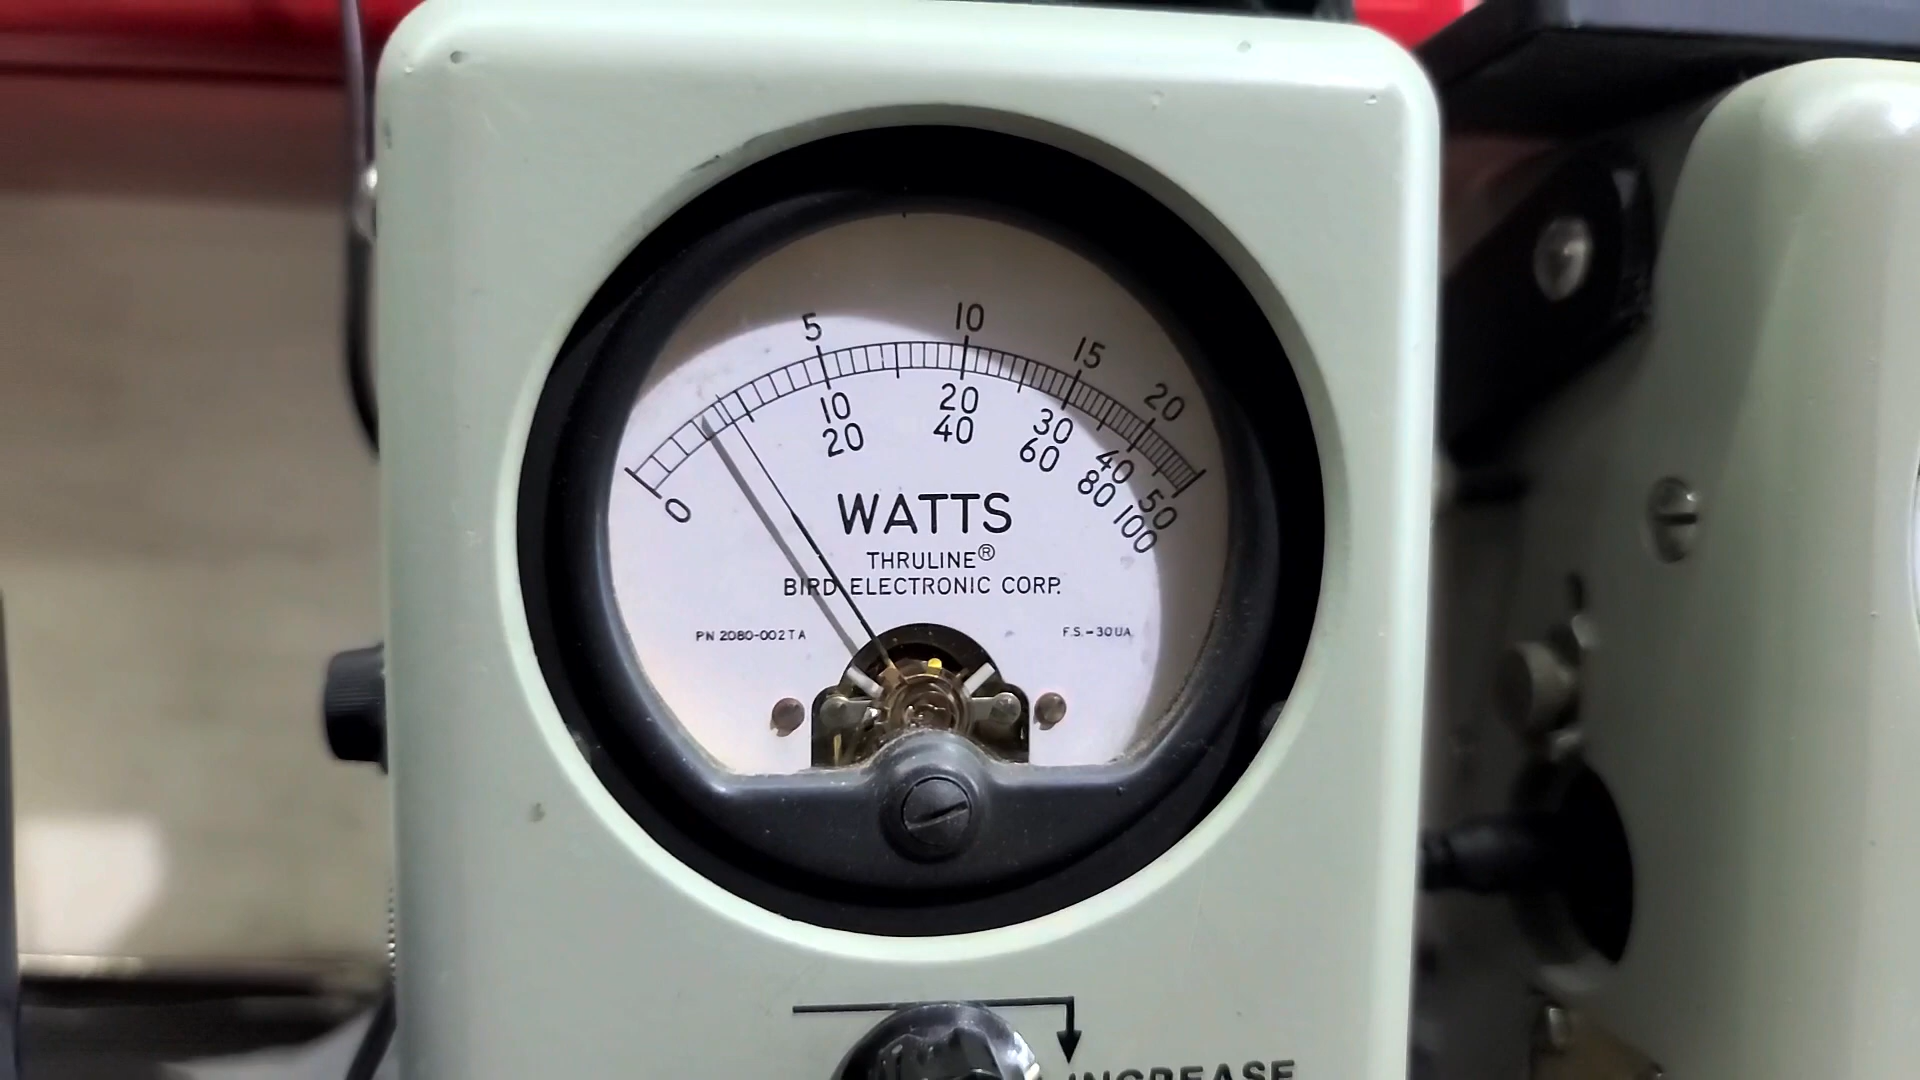 5 10 15 20
0 10 20 30 40 50
20 40 60 80 100
WATTS
THRULINE®
BIRD ELECTRONIC CORP.
PN 2080-002TA F.S.-30UA
INCREASE